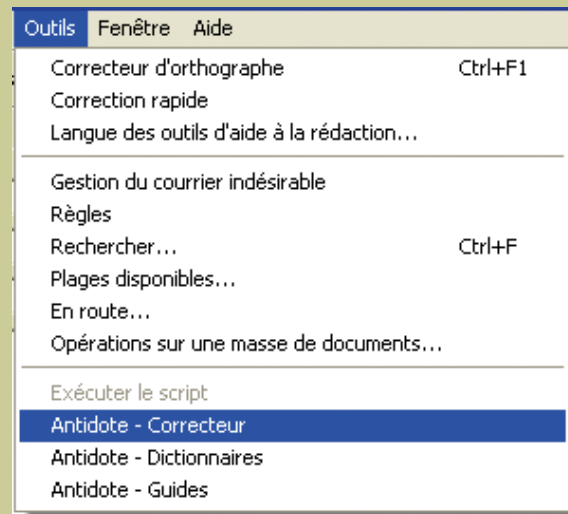 Outils Fenêtre Aide
Correcteur d'orthographe Ctrl+F1
Correction rapide
Langue des outils d'aide à la rédaction...
Gestion du courrier indésirable
Règles
Rechercher... Ctrl+F
Plages disponibles...
En route...
Opérations sur une masse de documents...
Exécuter le script
Antidote - Correcteur
Antidote - Dictionnaires
Antidote - Guides